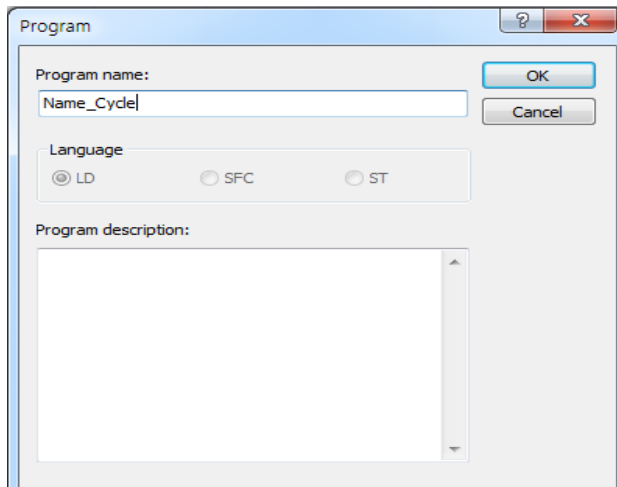 Program
Program name:
OK
Name_Cycle
Cancel
Language
LD SFC ST
Program description: